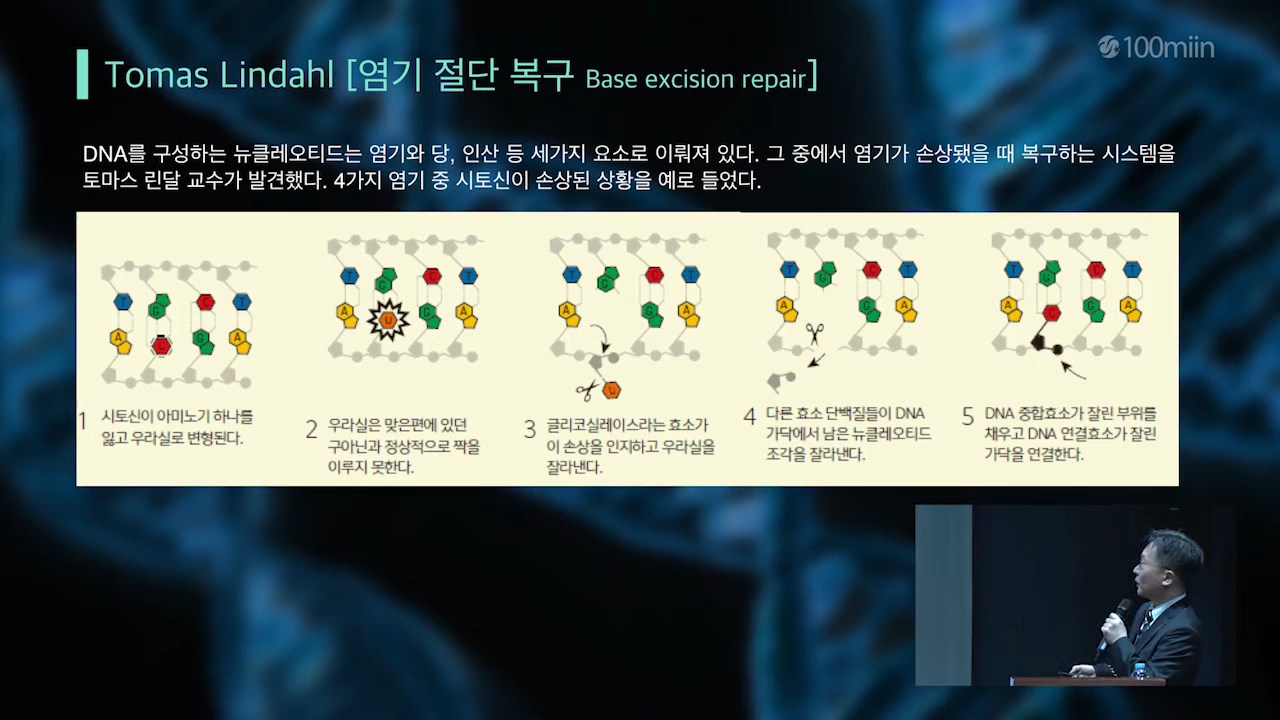 100miin
Tomas Lindahl [염기 절단 복구 Base excision repair]
DNA를 구성하는 뉴클레오티드는 염기와 당, 인산 등 세가지 요소로 이뤄져 있다. 그 중에서 염기가 손상됐을 때 복구하는 시스템을
토마스 린달 교수가 발견했다. 4가지 염기 중 시토신이 손상된 상황을 예로 들었다.
T G C T
A C G A
1 시토신이 아미노기 하나를
잃고 우라실로 변형된다.
T G C T
A U G A
2 우라실은 맞은편에 있던
구아닌과 정상적으로 짝을
이루지 못한다.
T G C T
A G A
U
3 글리코실레이스라는 효소가
이 손상을 인지하고 우라실을
잘라낸다.
T G C T
A G A
4 다른 효소 단백질들이 DNA
가닥에서 남은 뉴클레오티드
조각을 잘라낸다.
T G C T
A C G A
5 DNA 중합효소가 잘린 부위를
채우고 DNA 연결효소가 잘린
가닥을 연결한다.